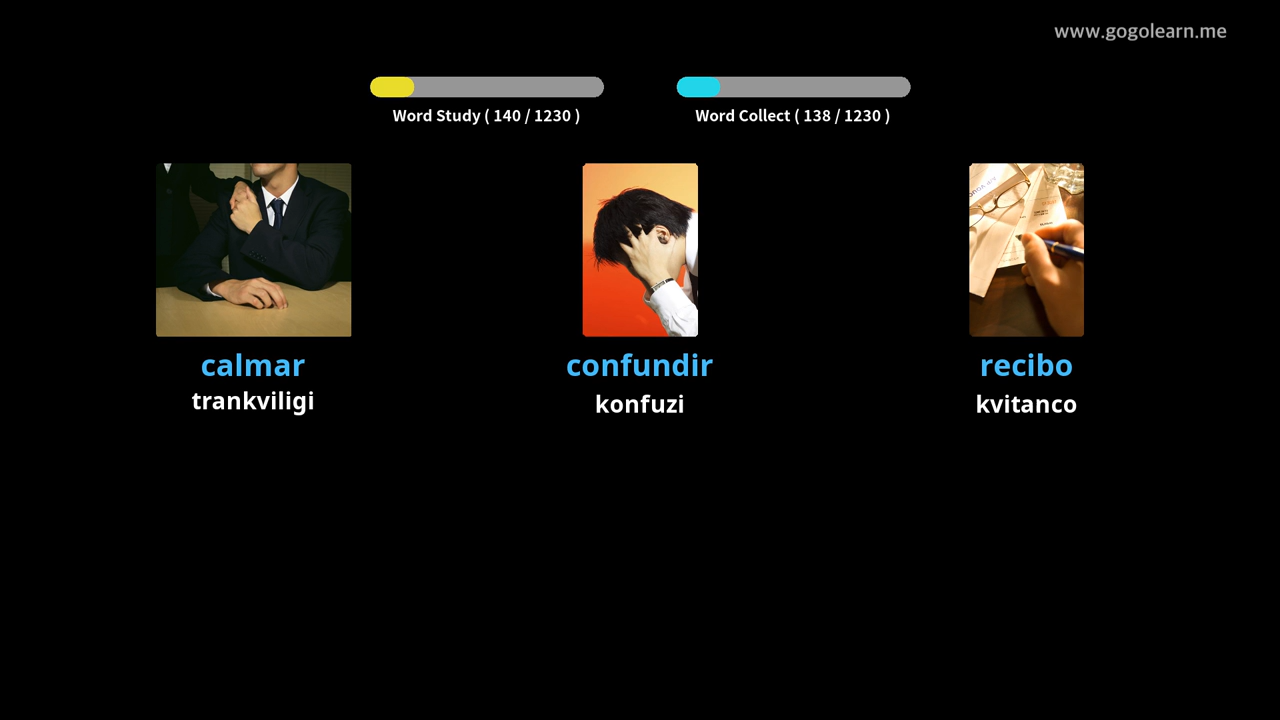 www.gogolearn.me
Word Study ( 140 / 1230 )
Word Collect ( 138 / 1230 )
calmar
trankviligi
confundir
konfuzi
recibo
kvitanco